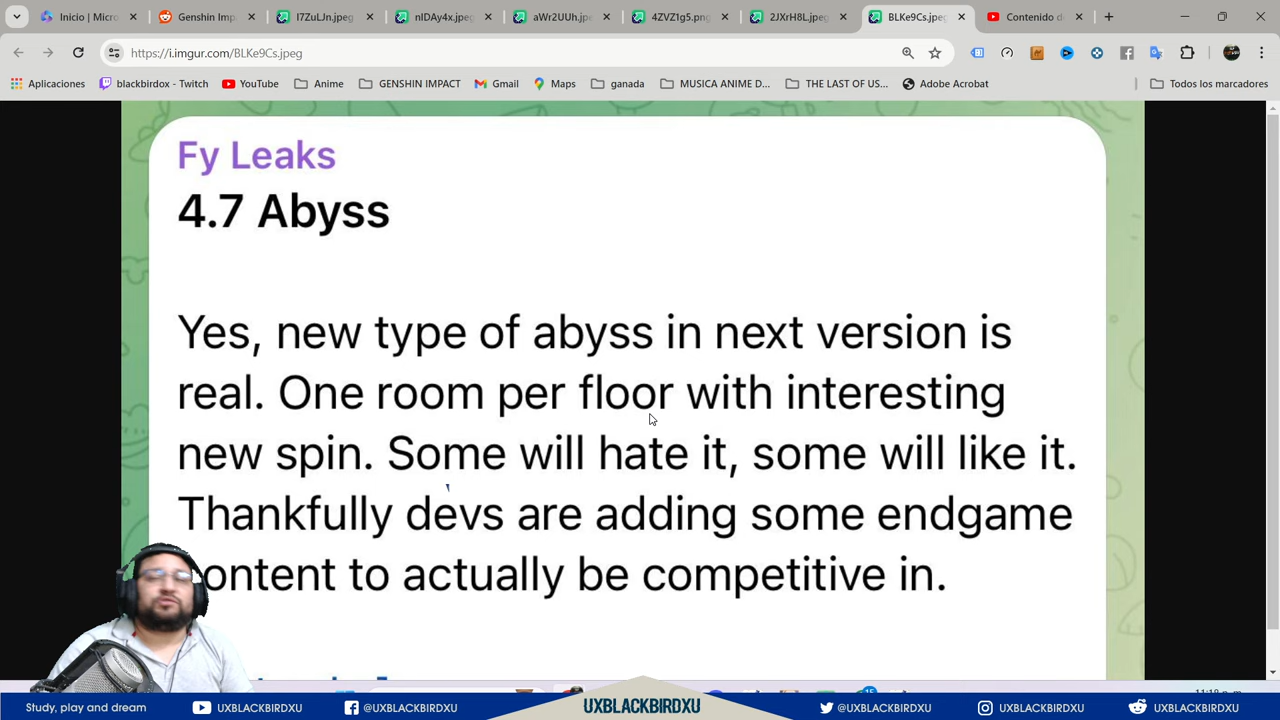 Inicio | Micro
Genshin Imp
I7ZuLJn.jpeg
nIDAy4x.jpeg
aWr2UUh.jpe
4ZVZ1g5.png
2JXrH8L.jpeg
BLKe9Cs.jpeg
Contenido d
https://i.imgur.com/BLKe9Cs.jpeg
Aplicaciones
blackbirdox - Twitch
YouTube
Anime
GENSHIN IMPACT
Gmail
Maps
ganada
MUSICA ANIME D...
THE LAST OF US...
Adobe Acrobat
Todos los marcadores
Fy Leaks
4.7 Abyss
Yes, new type of abyss in next version is
real. One room per floor with interesting
new spin. Some will hate it, some will like it.
Thankfully devs are adding some endgame
content to actually be competitive in.
Study, play and dream
UXBLACKBIRDXU
@UXBLACKBIRDXU
UXBLACKBIRDXU
@UXBLACKBIRDXU
UXBLACKBIRDXU
UXBLACKBIRDXU